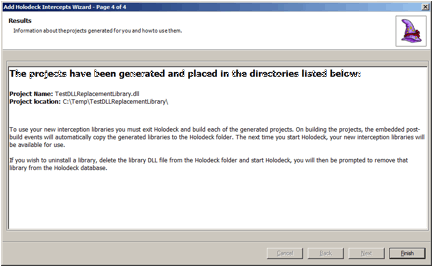 Add Holodeck Intercepts Wizard - Page 4 of 4
Results
Information about the projects generated for you and how to use them.
The projects have been generated and placed in the directories listed below:
Project Name: TestDLLReplacementLibrary.dll
Project location: C:\Temp\TestDLLReplacementLibrary\
To use your new interception libraries you must exit Holodeck and build each of the generated projects. On building the projects, the embedded post-
build events will automatically copy the generated libraries to the Holodeck folder. The next time you start Holodeck, your new interception libraries will
be available for use.
If you wish to uninstall a library, delete the library DLL file from the Holodeck folder and start Holodeck, you will then be prompted to remove that
library from the Holodeck database.
Cancel Back Next Finish